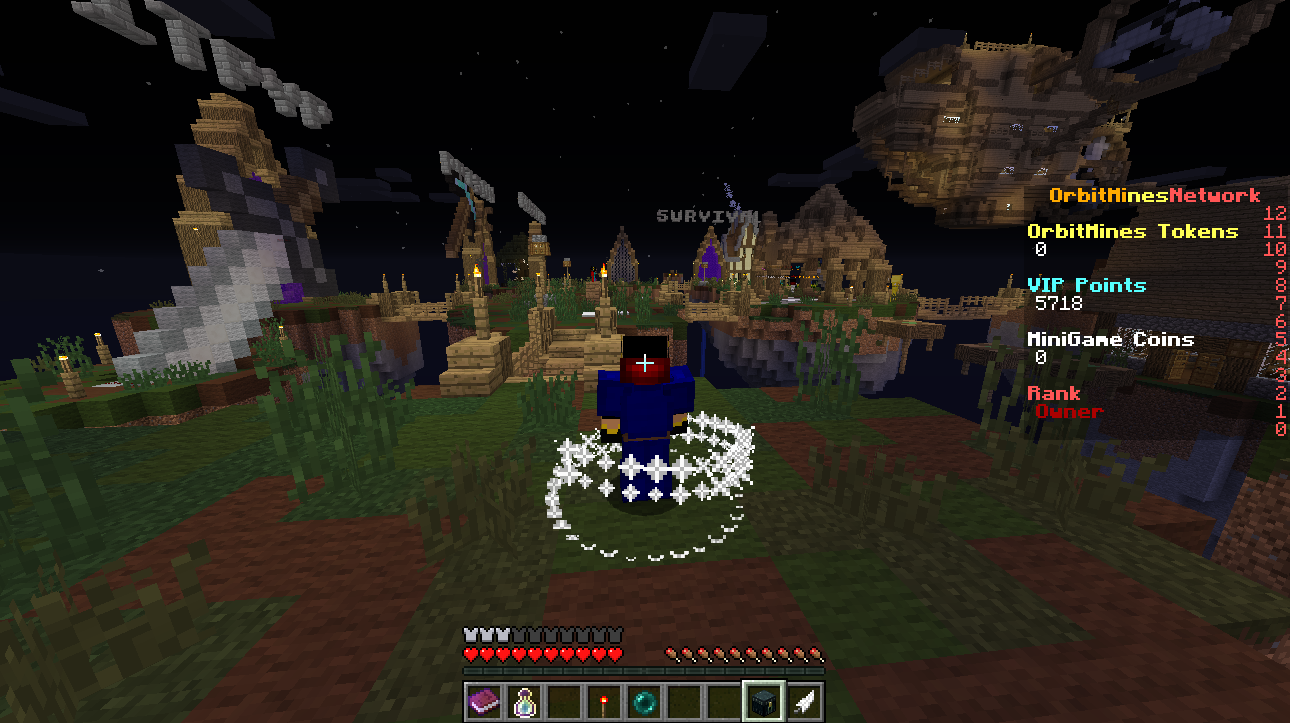 OrbitMinesNetwork
12
OrbitMines Tokens 11
0 10
9
VIP Points 8
5718 7
6
MiniGame Coins 5
0 4
3
Rank 2
Owner 1
0
SURVIVAL